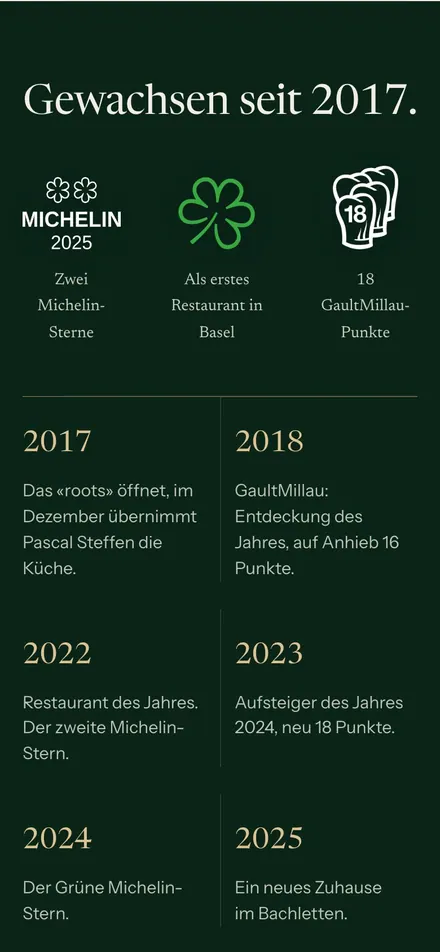 Gewachsen seit 2017.
MICHELIN
2025
Zwei
Michelin-
Sterne
Als erstes
Restaurant in
Basel
18
18
GaultMillau-
Punkte
2017
Das «roots» öffnet, im
Dezember übernimmt
Pascal Steffen die
Küche.
2018
GaultMillau:
Entdeckung des
Jahres, auf Anhieb 16
Punkte.
2022
Restaurant des Jahres.
Der zweite Michelin-
Stern.
2023
Aufsteiger des Jahres
2024, neu 18 Punkte.
2024
Der Grüne Michelin-
Stern.
2025
Ein neues Zuhause
im Bachletten.